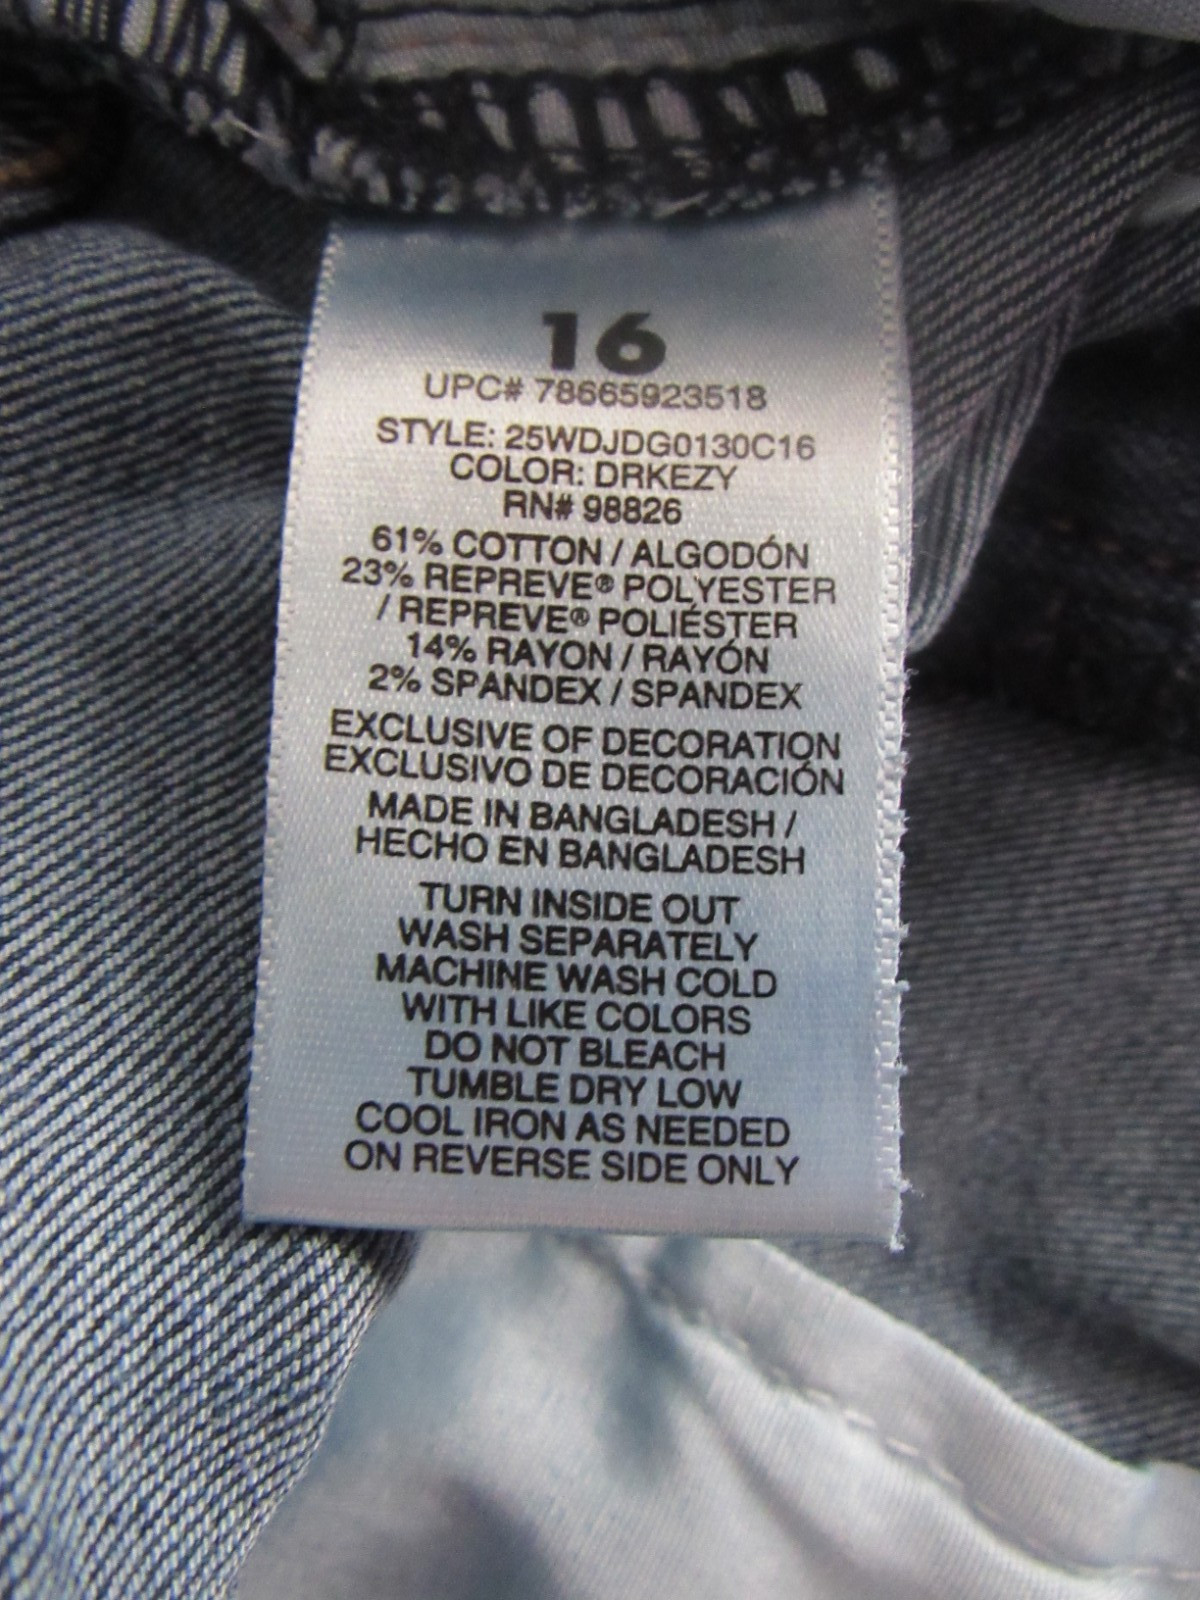 16
UPC# 78665923518
STYLE: 25WDJDG0130C16
COLOR: DRKEZY
RN# 98826
61% COTTON / ALGODÓN
23% REPREVE® POLYESTER
/ REPREVE® POLIÉSTER
14% RAYON / RAYÓN
2% SPANDEX / SPANDEX
EXCLUSIVE OF DECORATION
EXCLUSIVO DE DECORACIÓN
MADE IN BANGLADESH /
HECHO EN BANGLADESH
TURN INSIDE OUT
WASH SEPARATELY
MACHINE WASH COLD
WITH LIKE COLORS
DO NOT BLEACH
TUMBLE DRY LOW
COOL IRON AS NEEDED
ON REVERSE SIDE ONLY